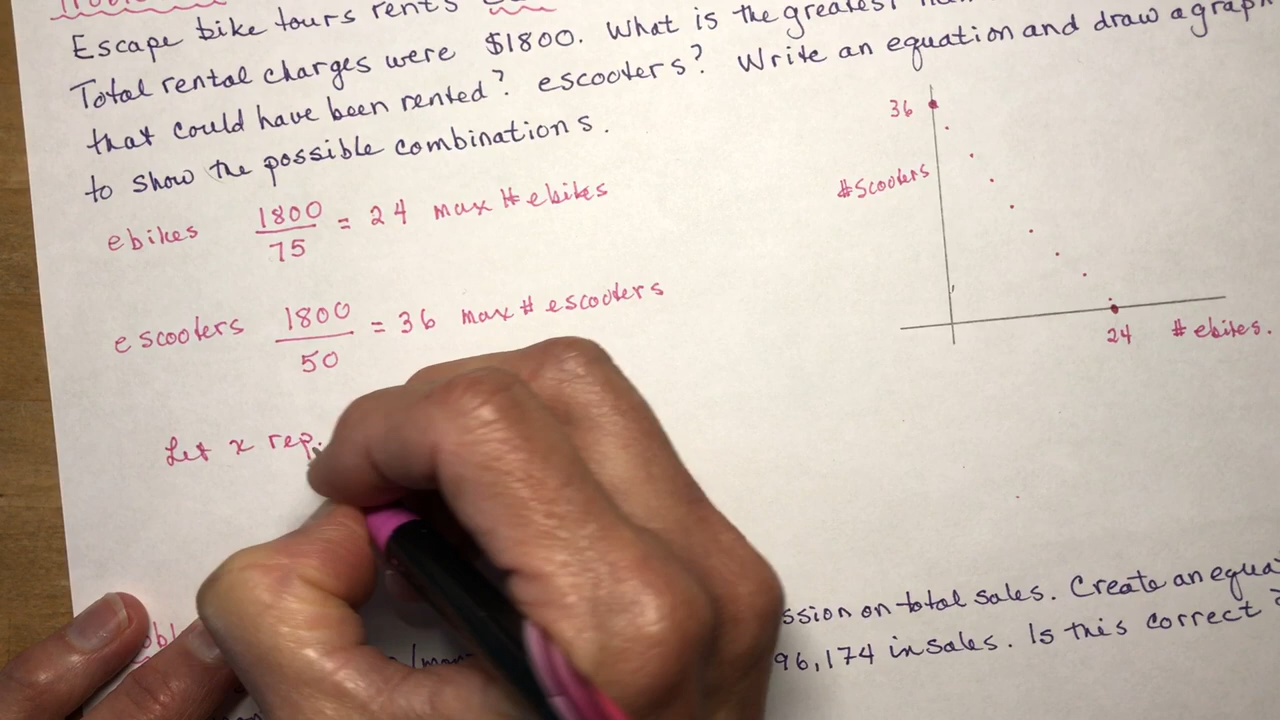 Escape bike tours rents
Total rental charges were $1800. What is the greatest
that could have been rented? escooters? Write an equation and draw a graph
to show the possible combinations.
36
#Scooters
24 # ebikes.
ebikes 1800
75
= 24 max # ebikes
escooters 1800
50
= 36 max # escooters
Let x rep.
ssion on total sales. Create an equa
96,174 in sales. Is this correct